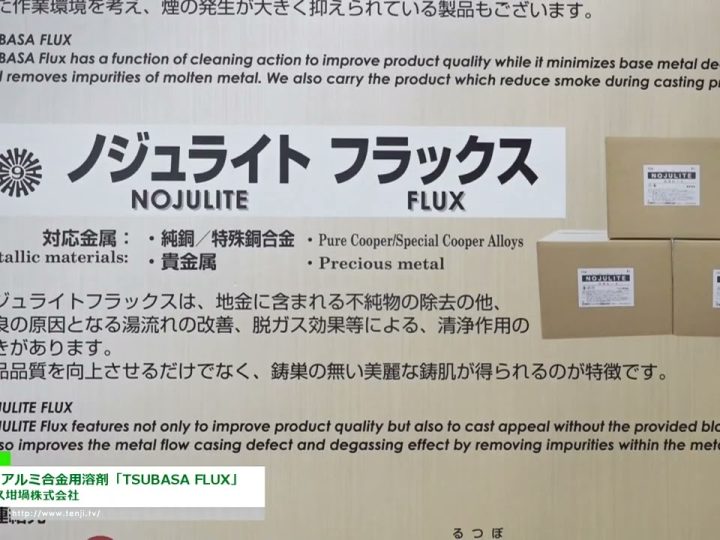 た作業環境を考え、煙の発生が大きく抑えられている製品もございます。
BASA FLUX
BASA Flux has a function of cleaning action to improve product quality while it minimizes base metal de
removes impurities of molten metal. We also carry the product which reduce smoke during casting p
9
ノジュライト フラックス
NOJULITE FLUX
対応金属： ・純銅／特殊銅合金 ・Pure Cooper/Special Cooper Alloys
tallic materials: ・貴金属 ・Precious metal
NOJULITE
NOJULITE
ジュライトフラックスは、地金に含まれる不純物の除去の他、
良の原因となる湯流れの改善、脱ガス効果等による、清浄作用の
きがあります。
品品質を向上させるだけでなく、鋳巣の無い美麗な鋳肌が得られるのが特徴です。
JULITE FLUX
JULITE Flux features not only to improve product quality but also to cast appeal without the provided blo
so improves the metal flow casing defect and degassing effect by removing impurities within the meta
アルミ合金用溶剤「TSUBASA FLUX」
久坩堝株式会社
http://www.tenji.tv/
るつぼ